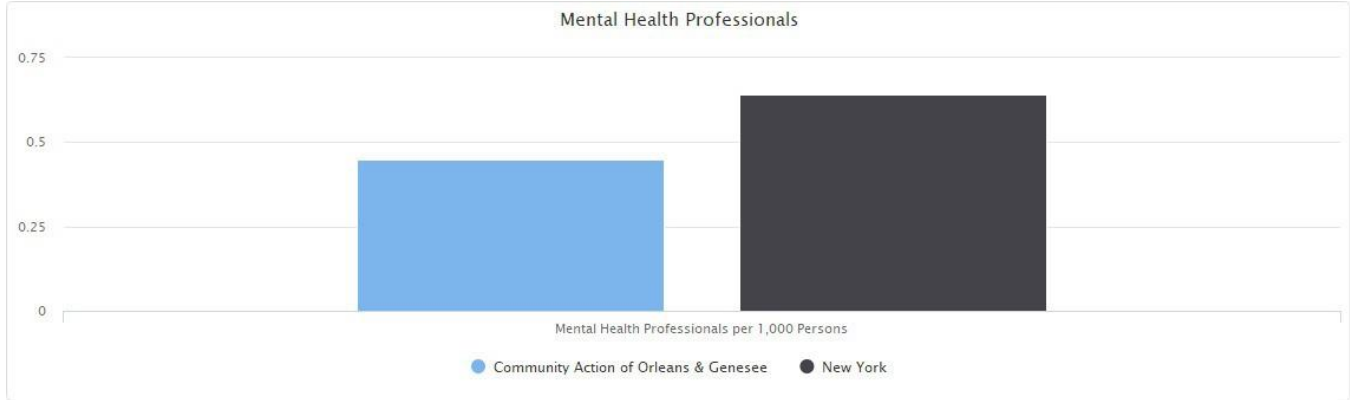 Mental Health Professionals
0.75
0.5
0.25
0
Mental Health Professionals per 1,000 Persons
Community Action of Orleans & Genesee
New York